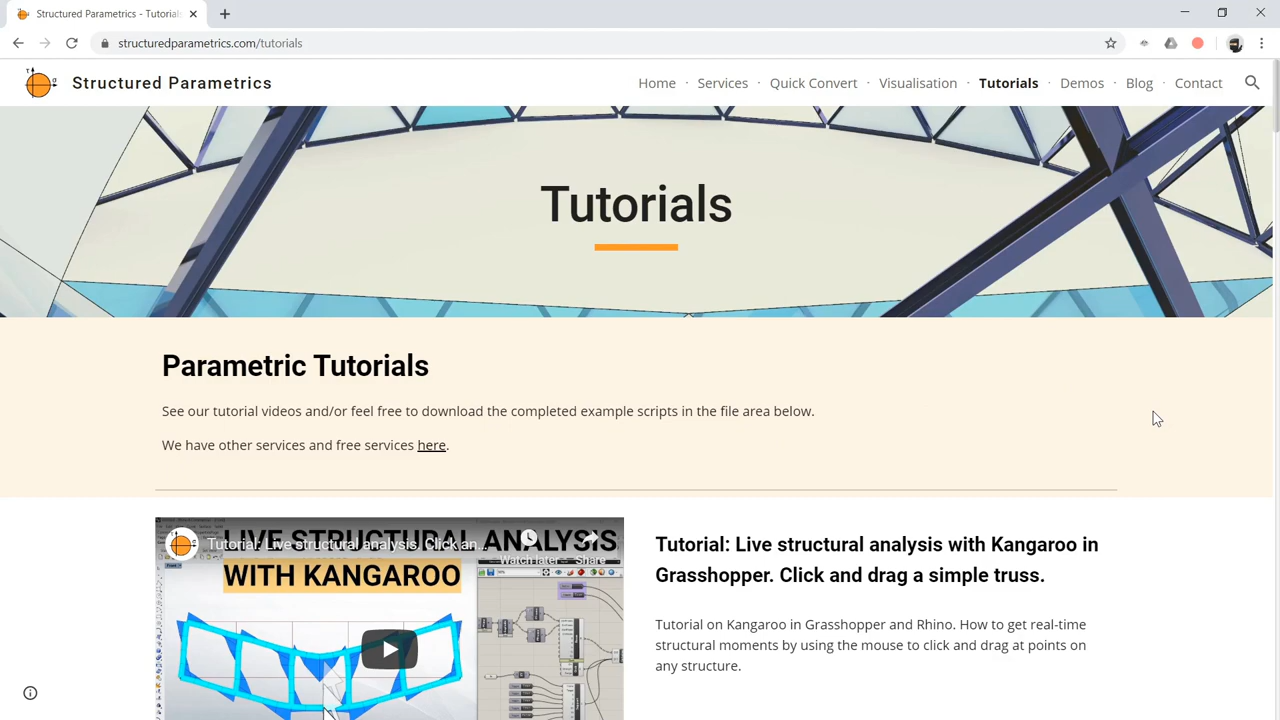 Structured Parametrics - Tutorials
structuredparametrics.com/tutorials
Structured Parametrics
Home · Services · Quick Convert · Visualisation · Tutorials · Demos · Blog · Contact
Tutorials
Parametric Tutorials
See our tutorial videos and/or feel free to download the completed example scripts in the file area below.
We have other services and free services here.
LIVE STRUCTURAL ANALYSIS
Tutorial: Live structural analysis. Click an...
Watch later
Share
WITH KANGAROO
Tutorial: Live structural analysis with Kangaroo in
Grasshopper. Click and drag a simple truss.
Tutorial on Kangaroo in Grasshopper and Rhino. How to get real-time
structural moments by using the mouse to click and drag at points on
any structure.